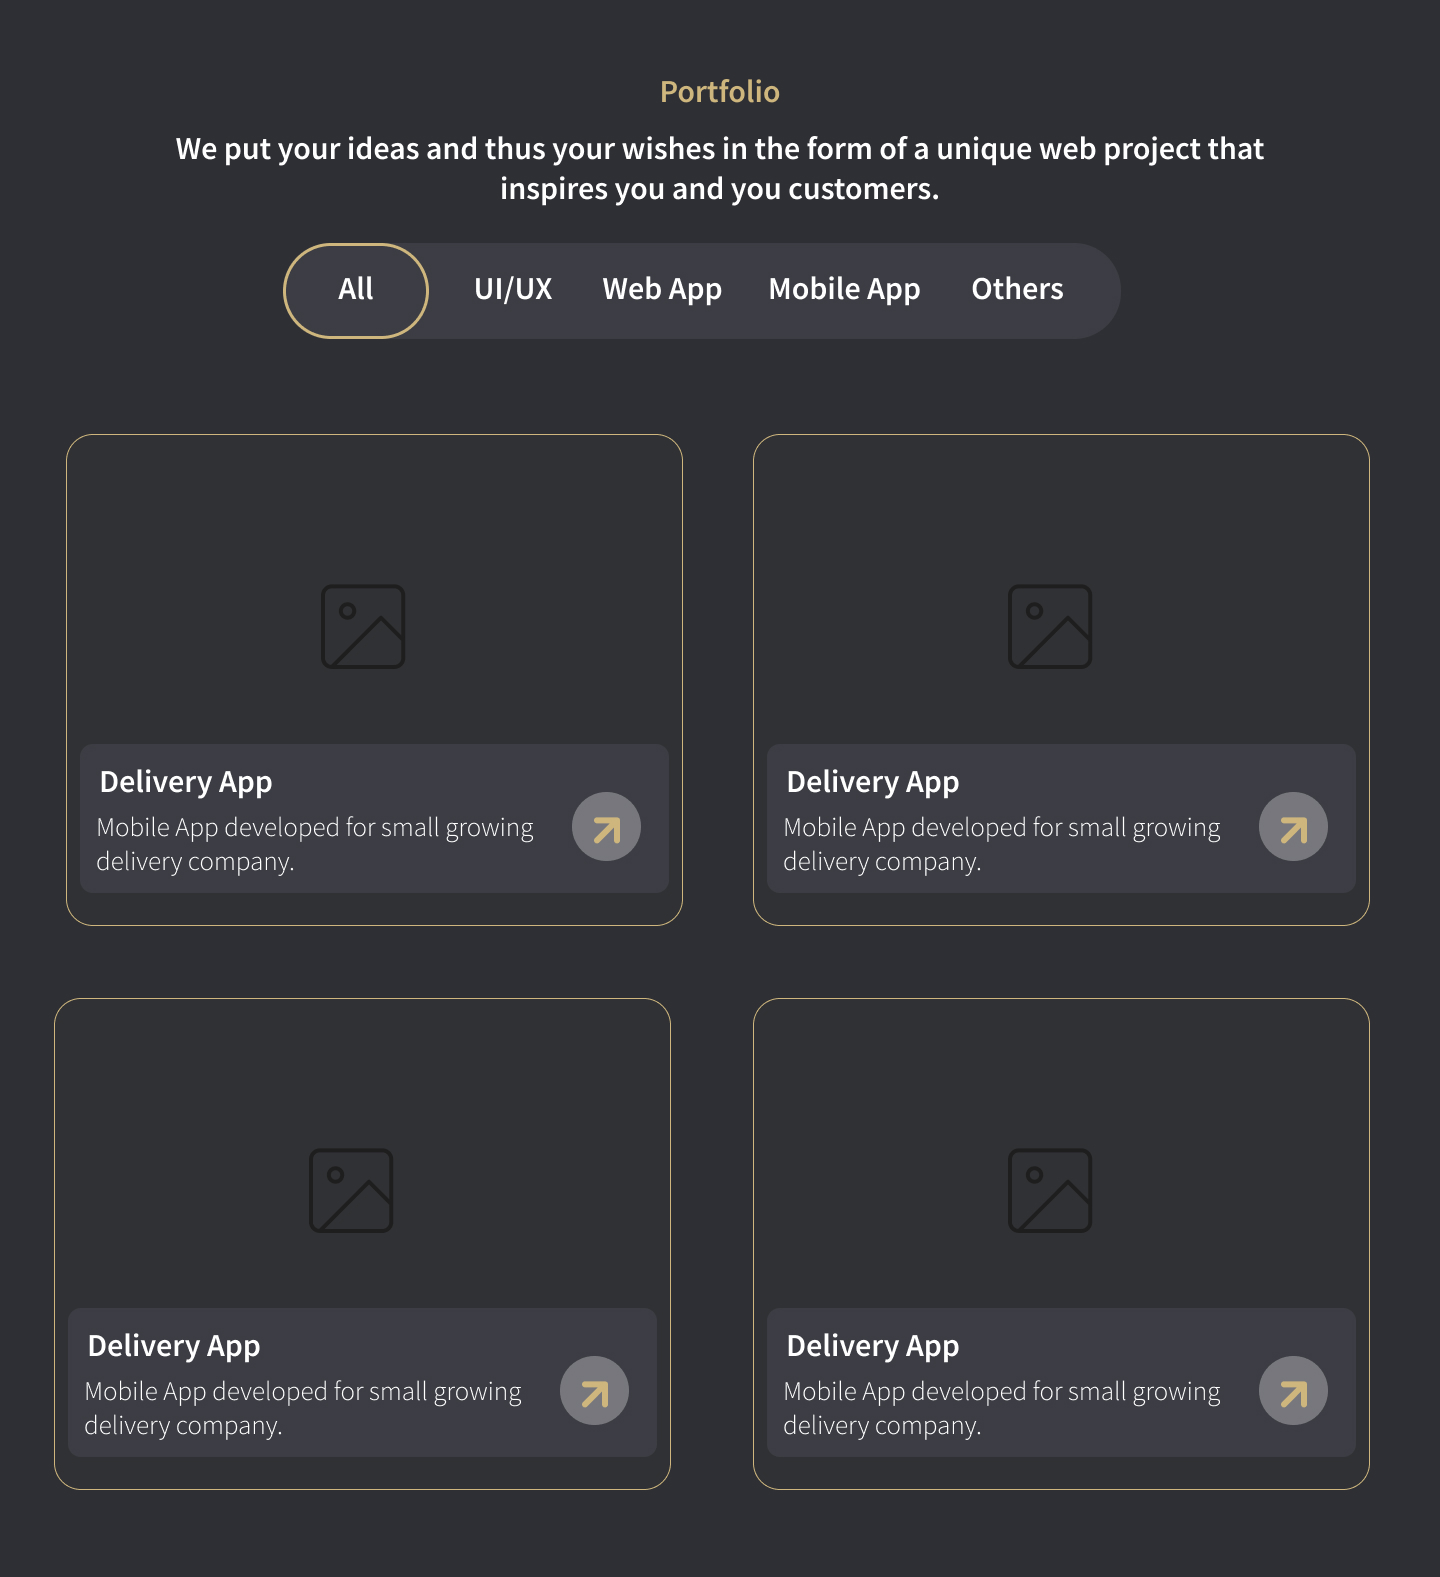 Portfolio
We put your ideas and thus your wishes in the form of a unique web project that
inspires you and you customers.
All UI/UX Web App Mobile App Others
Delivery App
Mobile App developed for small growing
delivery company.
Delivery App
Mobile App developed for small growing
delivery company.
Delivery App
Mobile App developed for small growing
delivery company.
Delivery App
Mobile App developed for small growing
delivery company.